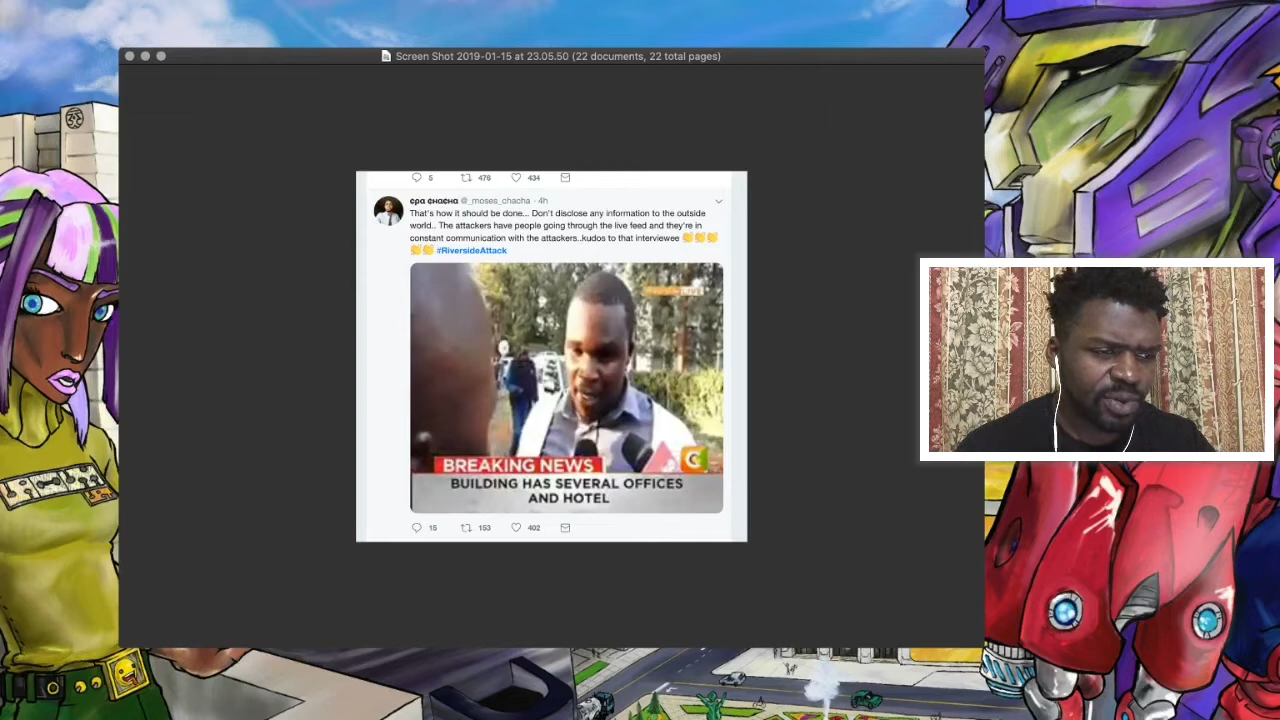 Screen Shot 2019-01-15 at 23.05.50 (22 documents, 22 total pages)
5 476 434
¢ρα ¢нα¢нα @_moses_chacha · 4h
That's how it should be done... Don't disclose any information to the outside
world.. The attackers have people going through the live feed and they're in
constant communication with the attackers..kudos to that interviewee 👏👏👏
👏👏 #RiversideAttack
BREAKING NEWS
BUILDING HAS SEVERAL OFFICES
AND HOTEL
15 153 402